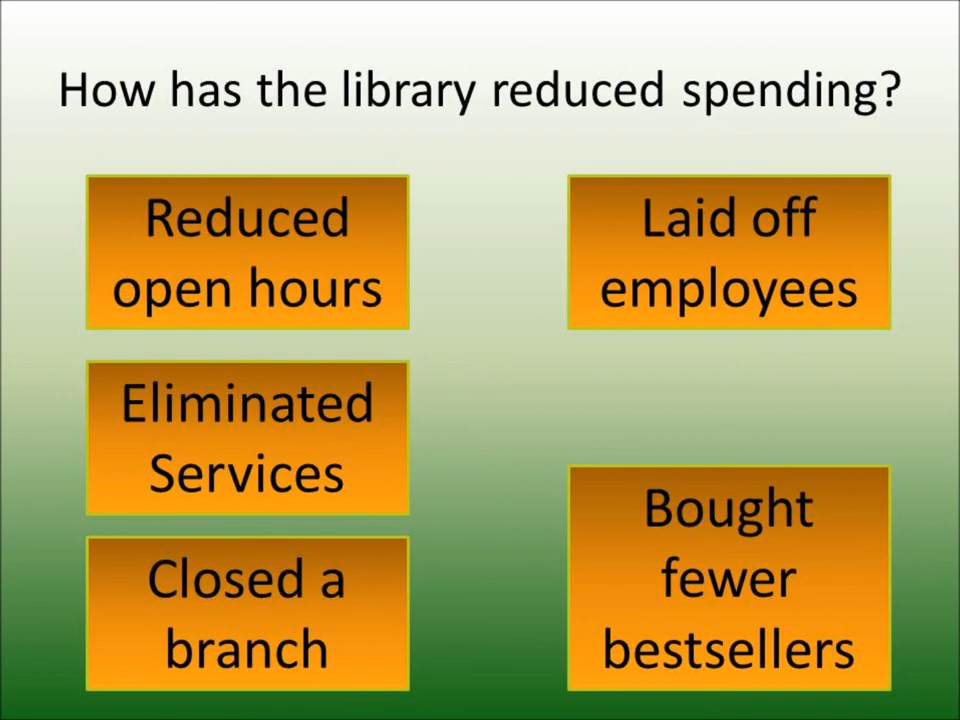 How has the library reduced spending?
Reduced
open hours
Laid off
employees
Eliminated
Services
Closed a
branch
Bought
fewer
bestsellers